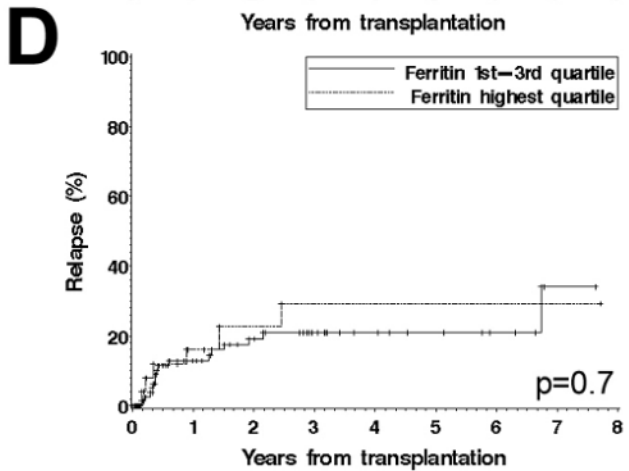 D
Years from transplantation
100
80
60
40
20
0
Relapse (%)
Ferritin 1st–3rd quartile
Ferritin highest quartile
p=0.7
0 1 2 3 4 5 6 7 8
Years from transplantation